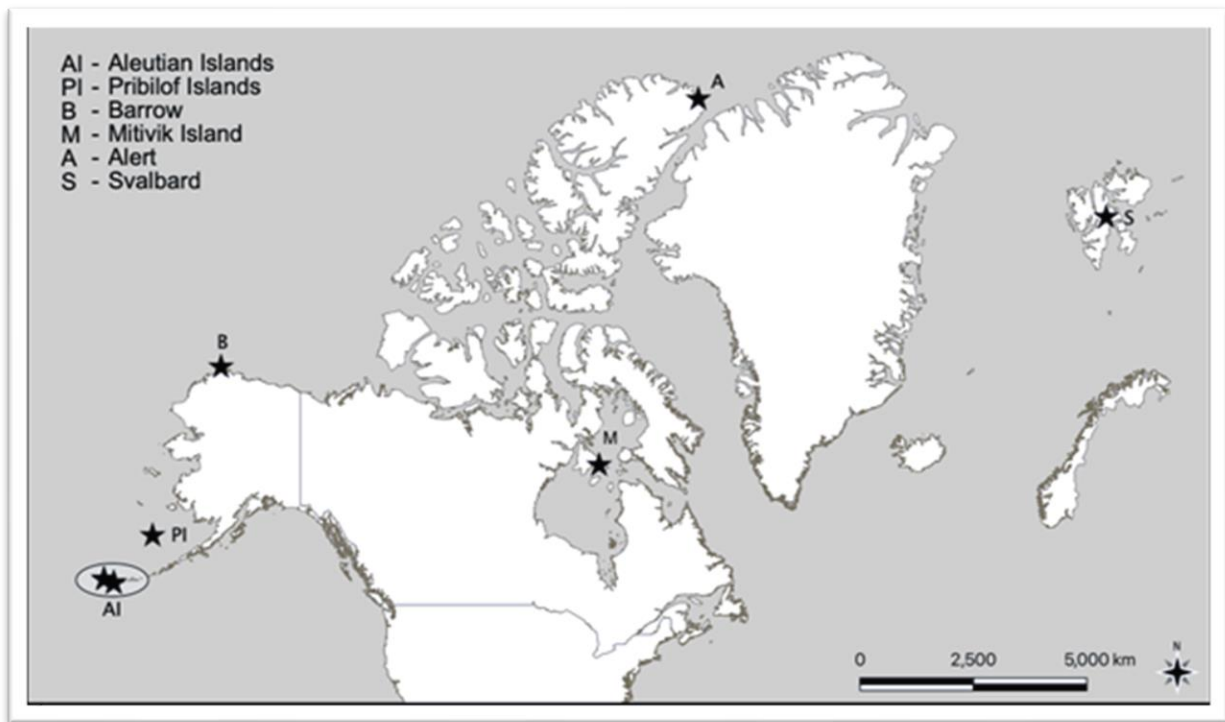 AI - Aleutian Islands
PI - Pribilof Islands
B - Barrow
M - Mitivik Island
A - Alert
S - Svalbard
A
S
B
M
PI
AI
0 2,500 5,000 km
N